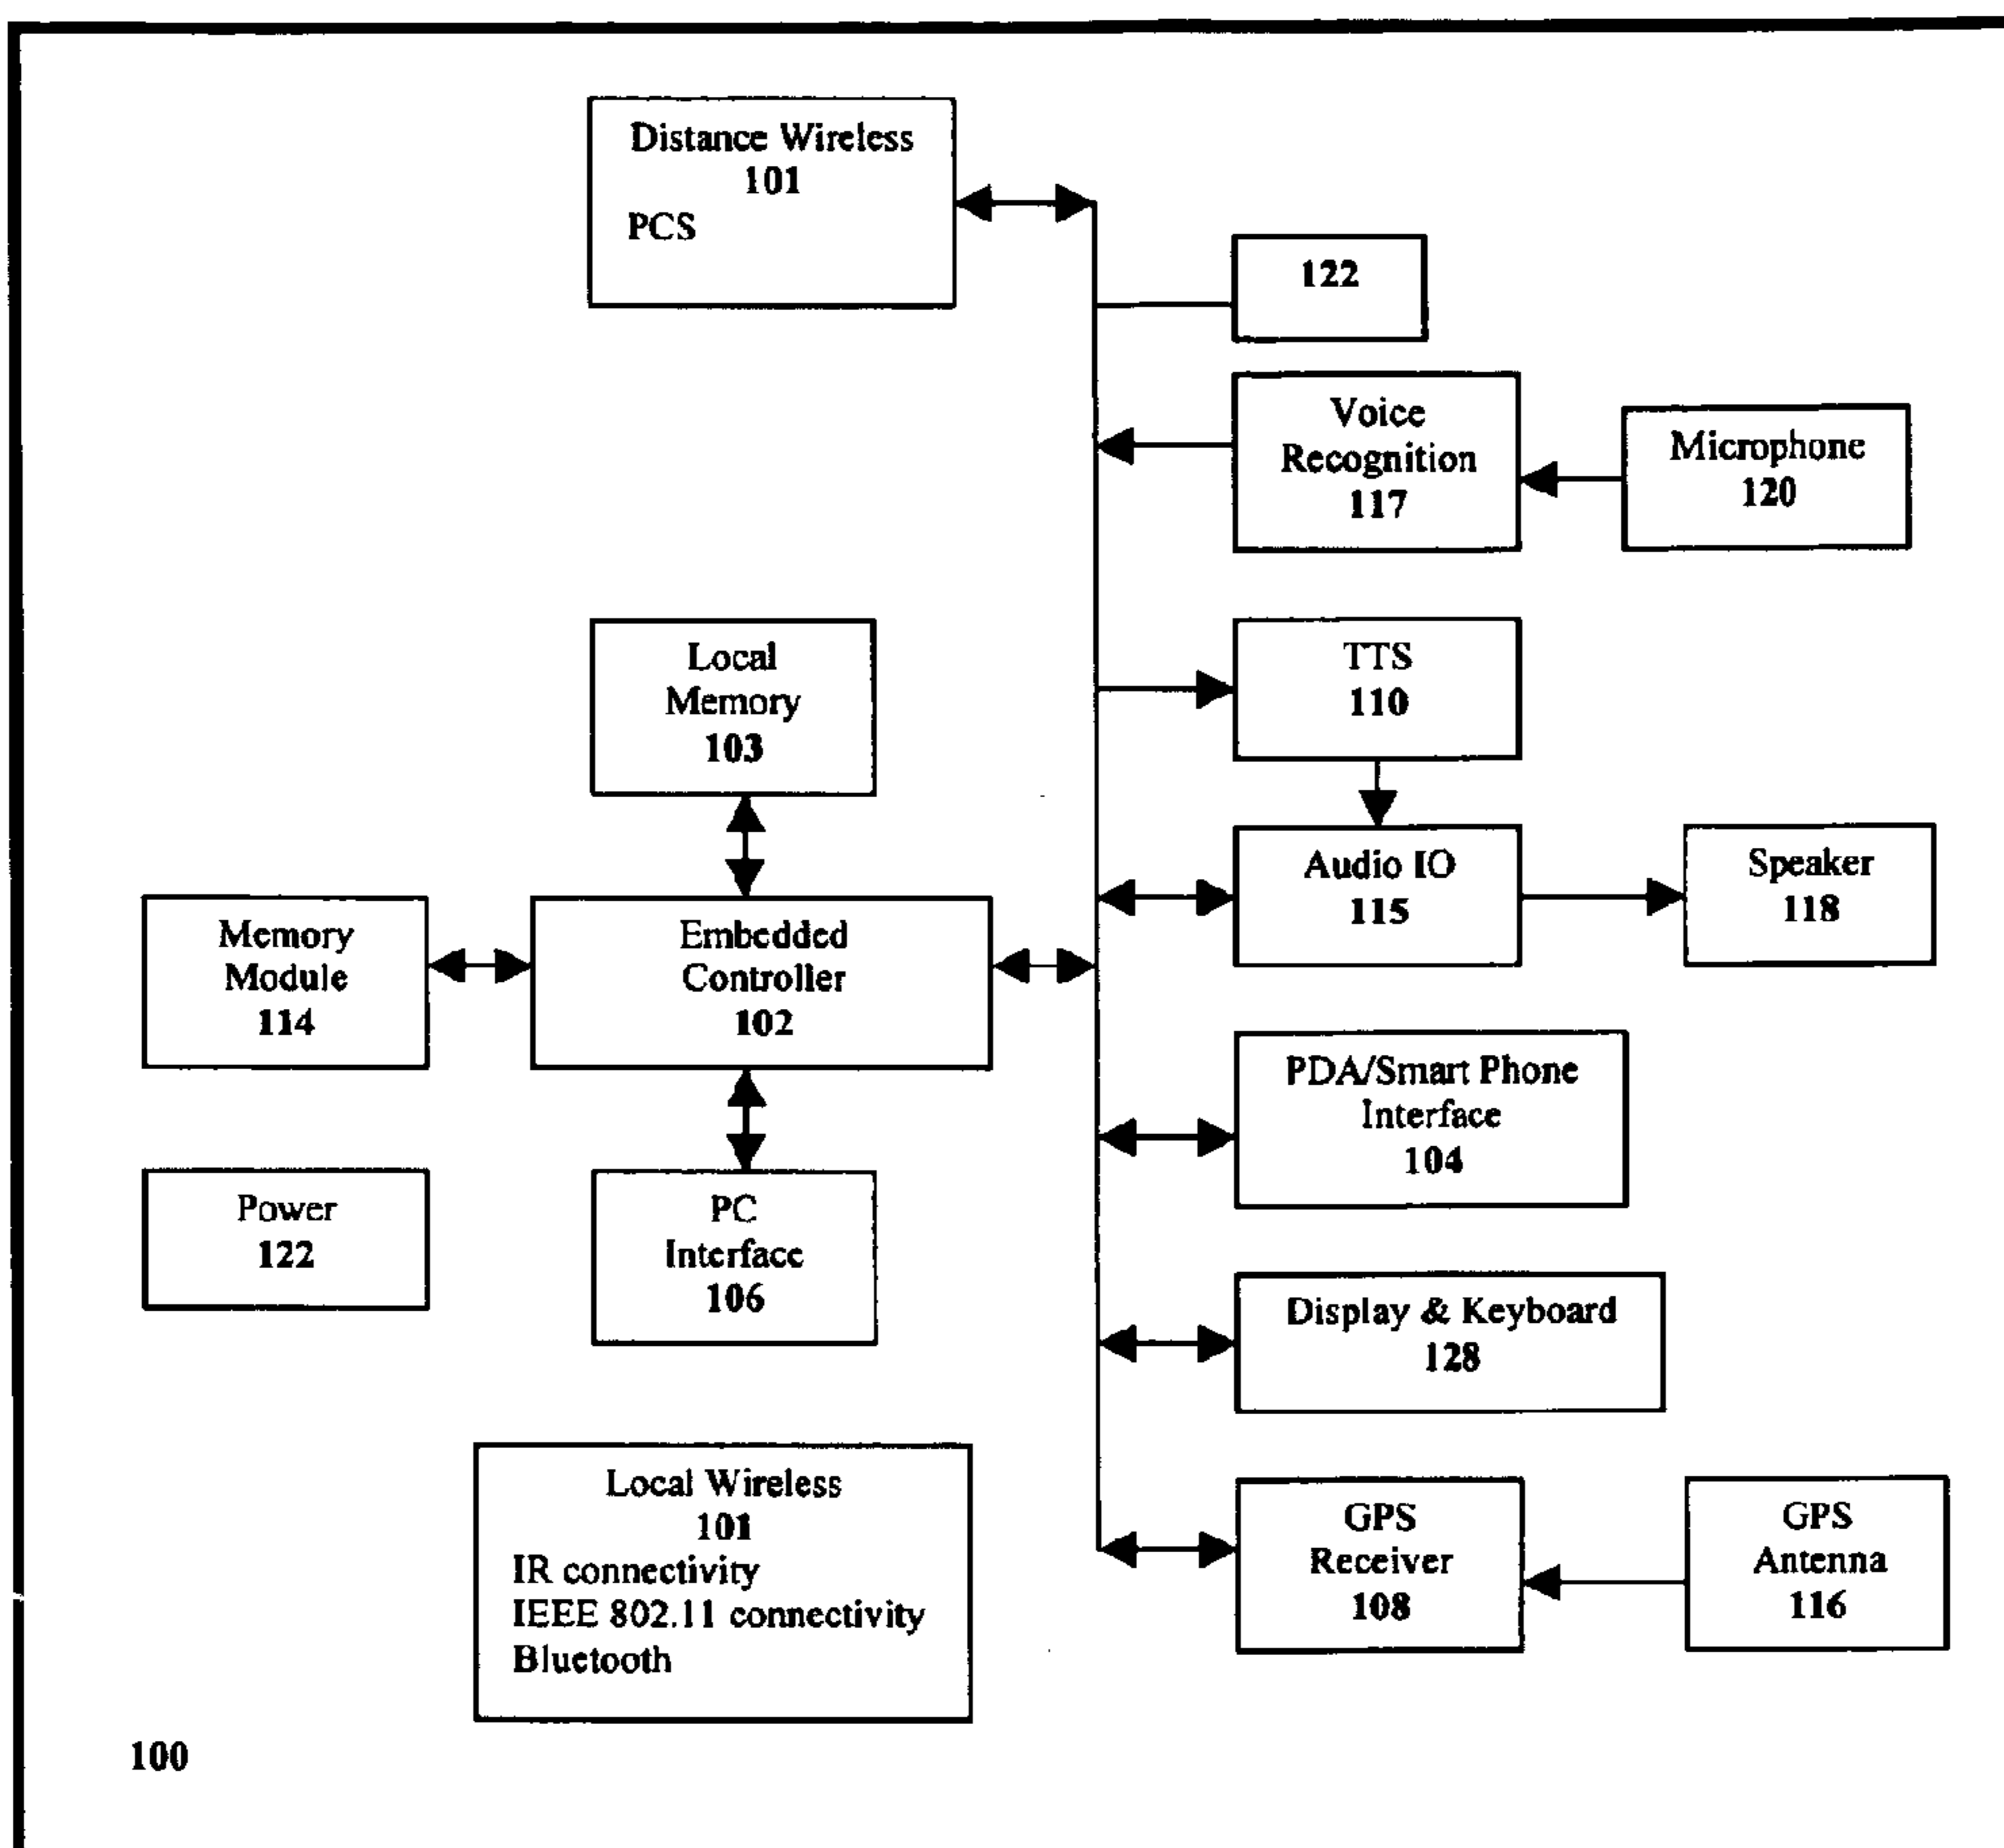 Distance Wireless
101
PCS
122
Voice
Recognition
117
Microphone
120
Local
Memory
103
TTS
110
Audio IO
115
Speaker
118
Memory
Module
114
Embedded
Controller
102
PDA/Smart Phone
Interface
104
Power
122
PC
Interface
106
Display & Keyboard
128
Local Wireless
101
IR connectivity
IEEE 802.11 connectivity
Bluetooth
GPS
Receiver
108
GPS
Antenna
116
100